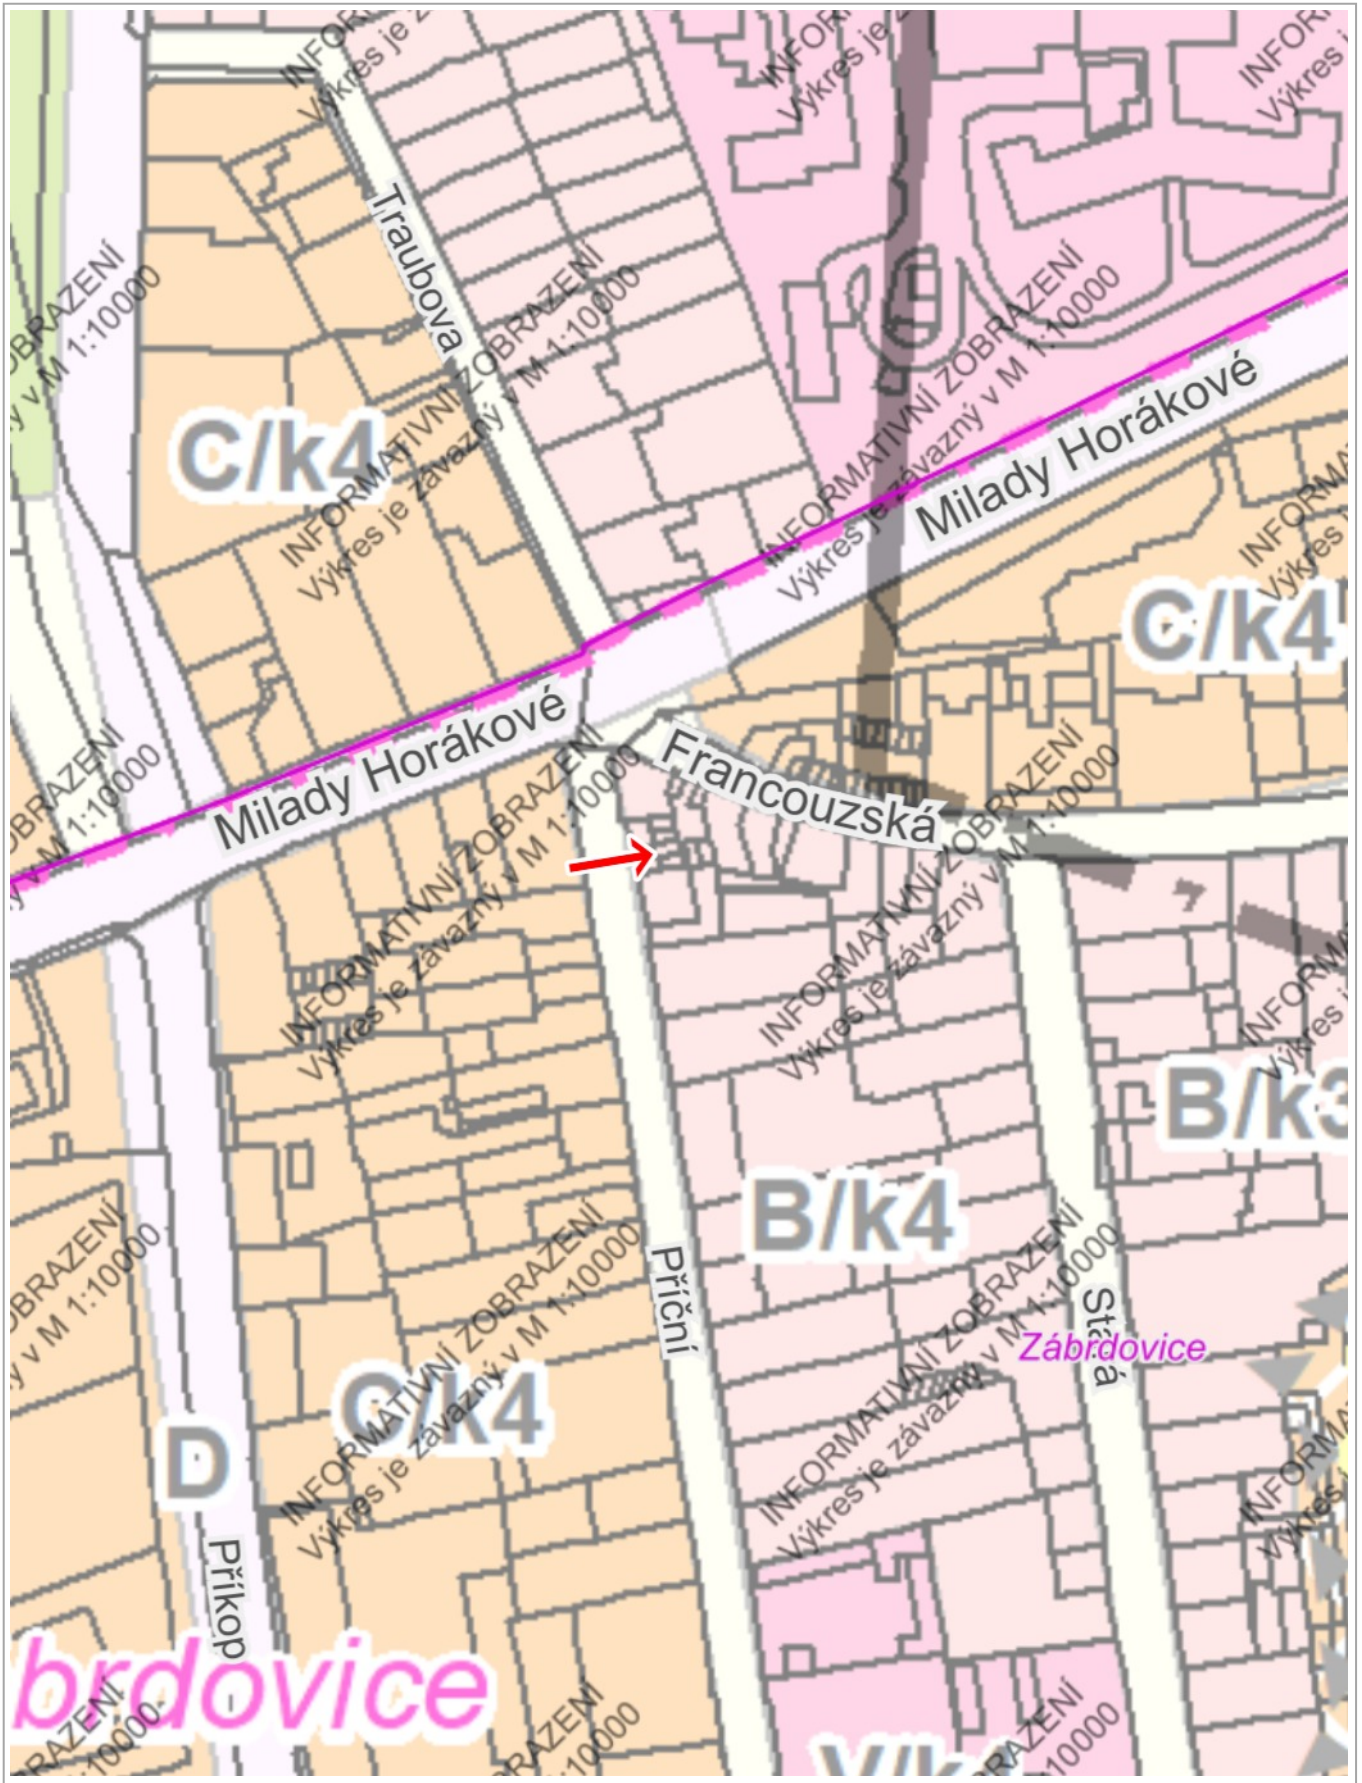 INFORMATIVNÍ ZOBRAZENÍ
Výkres je závazný v M 1:10000
Traubova
C/k4
Milady Horákové
Milady Horákové
C/k4
Francouzská
B/k3
B/k4
Příční
Stará
Zábrdovice
C/k4
D
Příkop
brdovice